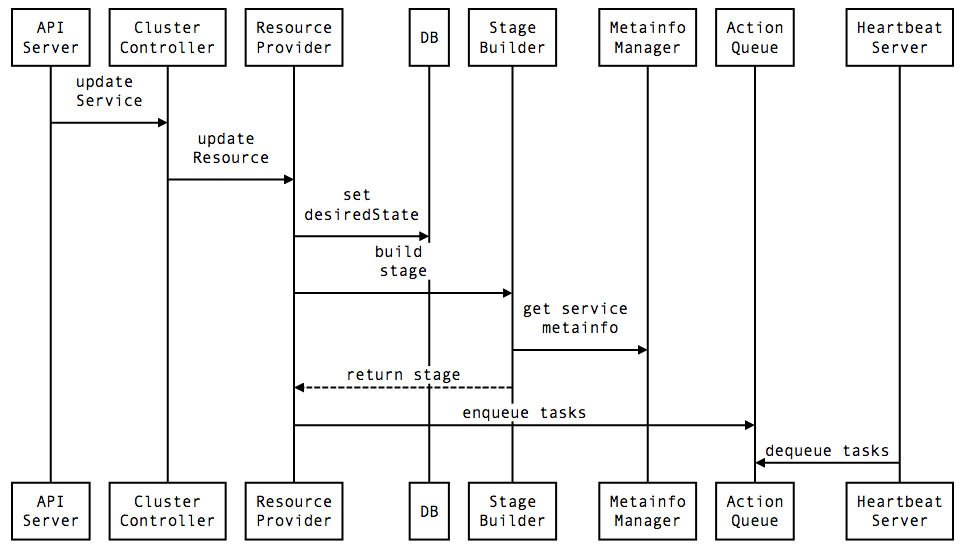 API
Server
Cluster
Controller
Resource
Provider
DB
Stage
Builder
Metainfo
Manager
Action
Queue
Heartbeat
Server
update
Service
update
Resource
set
desiredState
build
stage
get service
metainfo
return stage
enqueue tasks
dequeue tasks
API
Server
Cluster
Controller
Resource
Provider
DB
Stage
Builder
Metainfo
Manager
Action
Queue
Heartbeat
Server